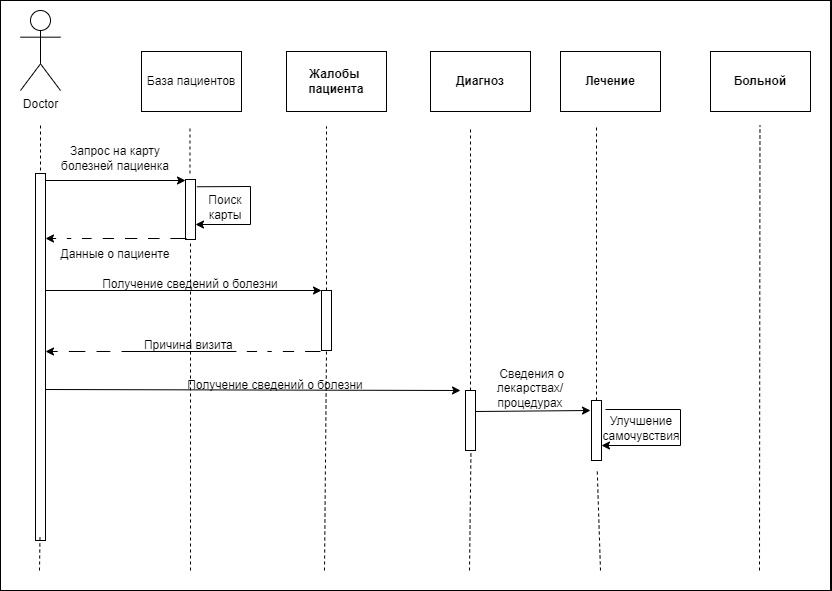 Doctor
База пациентов
Жалобы
пациента
Диагноз
Лечение
Больной
Запрос на карту
болезней пациенка
Поиск
карты
Данные о пациенте
Получение сведений о болезни
Причина визита
Получение сведений о болезни
Сведения о
лекарствах/
процедурах
Улучшение
самочувствия